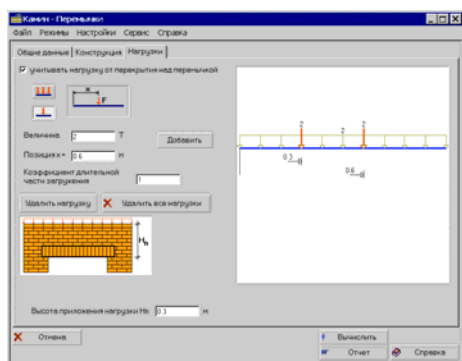 Камин - Перемычки
Файл Режимы Настройки Сервис Справка
Общие данные Конструкция Нагрузки
учитывать нагрузку от перекрытия над перемычкой
x
F
Величина 2 Т
Добавить
Позиция x= 0.6 м
Коэффициент длительной
части загружения 1
Удалить нагрузку Удалить все нагрузки
Hn
Высота приложения нагрузки Hn 0.3 м
2 2 2
0.3
0.6
Отмена
Вычислить
Отчет Справка